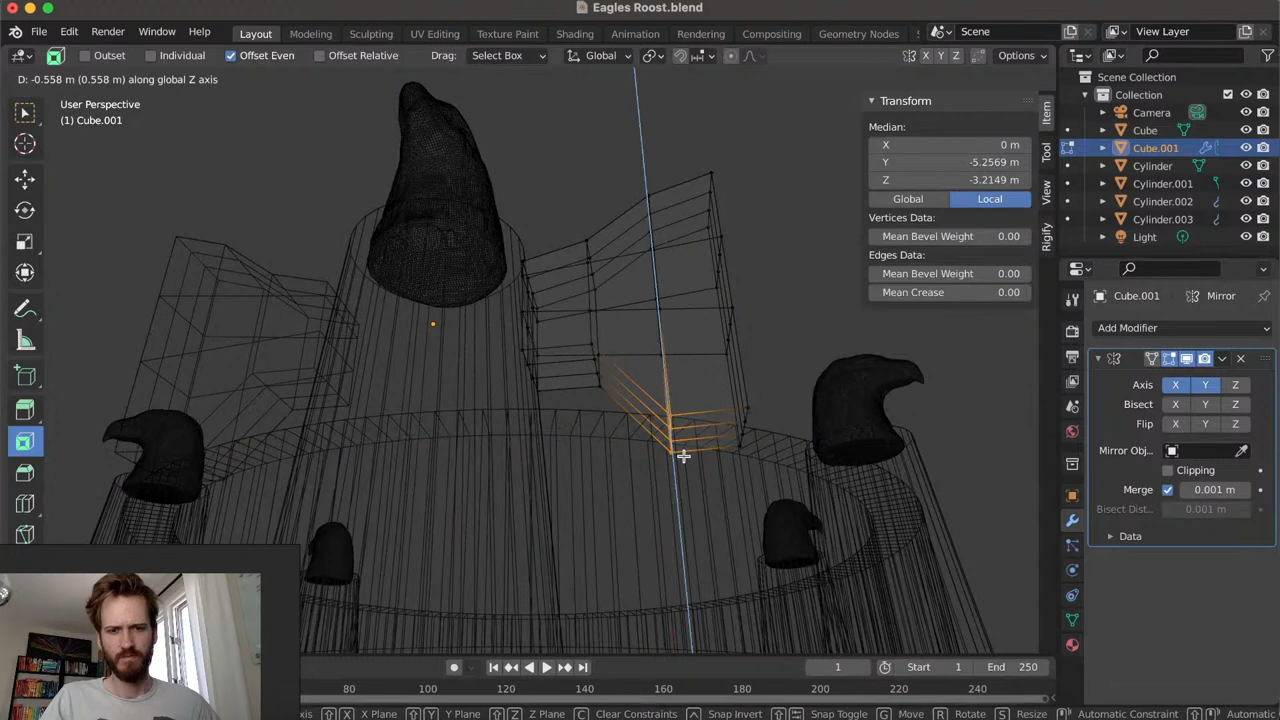 Eagles Roost.blend
File Edit Render Window Help Layout Modeling Sculpting UV Editing Texture Paint Shading Animation Rendering Compositing Geometry Nodes Scene View Layer
Outset Individual Offset Even Offset Relative Drag: Select Box Global X Y Z Options
D: -0.558 m (0.558 m) along global Z axis
User Perspective
(1) Cube.001
Transform
Median:
X 0 m
Y -5.2569 m
Z -3.2149 m
Global Local
Vertices Data:
Mean Bevel Weight 0.00
Edges Data:
Mean Bevel Weight 0.00
Mean Crease 0.00
Item
Tool
View
Rigify
Scene Collection
Collection
Camera
Cube
Cube.001
Cylinder
Cylinder.001
Cylinder.002
Cylinder.003
Light
Cube.001 Mirror
Add Modifier
Axis X Y Z
Bisect X Y Z
Flip X Y Z
Mirror Obj..
Clipping
Merge 0.001 m
Bisect Dist.. 0.001 m
Data
1 Start 1 End 250
80 100 120 140 160 180 200 220 240
xis X X Plane Y Y Plane Z Z Plane C Clear Constraints Snap Invert Snap Toggle G Move R Rotate S Resize Automatic Constraint Automatic